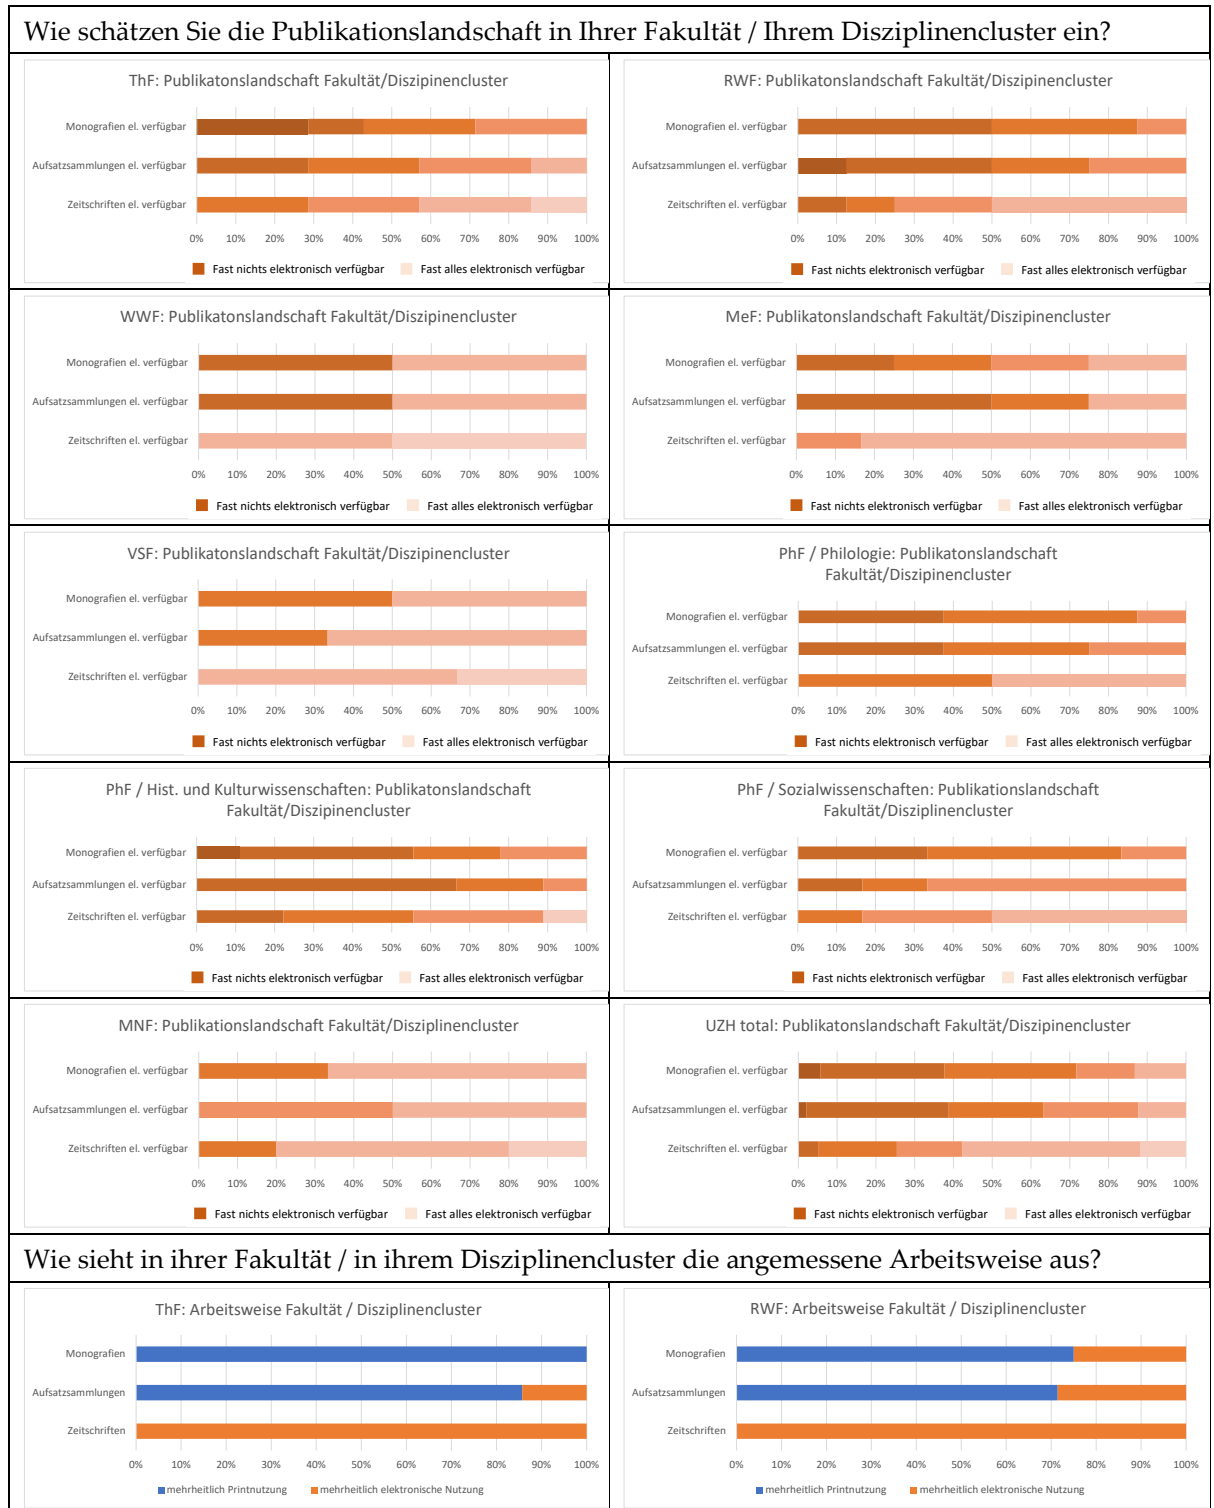 Wie schätzen Sie die Publikationslandschaft in Ihrer Fakultät / Ihrem Disziplinencluster ein?
ThF: Publikatonslandschaft Fakultät/Diszipinencluster
Monografien el. verfügbar
Aufsatzsammlungen el. verfügbar
Zeitschriften el. verfügbar
0% 10% 20% 30% 40% 50% 60% 70% 80% 90% 100%
Fast nichts elektronisch verfügbar Fast alles elektronisch verfügbar
RWF: Publikatonslandschaft Fakultät/Diszipinencluster
Monografien el. verfügbar
Aufsatzsammlungen el. verfügbar
Zeitschriften el. verfügbar
0% 10% 20% 30% 40% 50% 60% 70% 80% 90% 100%
Fast nichts elektronisch verfügbar Fast alles elektronisch verfügbar
WWF: Publikatonslandschaft Fakultät/Diszipinencluster
Monografien el. verfügbar
Aufsatzsammlungen el. verfügbar
Zeitschriften el. verfügbar
0% 10% 20% 30% 40% 50% 60% 70% 80% 90% 100%
Fast nichts elektronisch verfügbar Fast alles elektronisch verfügbar
MeF: Publikatonslandschaft Fakultät/Diszipinencluster
Monografien el. verfügbar
Aufsatzsammlungen el. verfügbar
Zeitschriften el. verfügbar
0% 10% 20% 30% 40% 50% 60% 70% 80% 90% 100%
Fast nichts elektronisch verfügbar Fast alles elektronisch verfügbar
VSF: Publikatonslandschaft Fakultät/Diszipinencluster
Monografien el. verfügbar
Aufsatzsammlungen el. verfügbar
Zeitschriften el. verfügbar
0% 10% 20% 30% 40% 50% 60% 70% 80% 90% 100%
Fast nichts elektronisch verfügbar Fast alles elektronisch verfügbar
PhF / Philologie: Publikatonslandschaft
Fakultät/Diszipinencluster
Monografien el. verfügbar
Aufsatzsammlungen el. verfügbar
Zeitschriften el. verfügbar
0% 10% 20% 30% 40% 50% 60% 70% 80% 90% 100%
Fast nichts elektronisch verfügbar Fast alles elektronisch verfügbar
PhF / Hist. und Kulturwissenschaften: Publikatonslandschaft
Fakultät/Diszipinencluster
Monografien el. verfügbar
Aufsatzsammlungen el. verfügbar
Zeitschriften el. verfügbar
0% 10% 20% 30% 40% 50% 60% 70% 80% 90% 100%
Fast nichts elektronisch verfügbar Fast alles elektronisch verfügbar
PhF / Sozialwissenschaften: Publikationslandschaft
Fakultät/Disziplinencluster
Monografien el. verfügbar
Aufsatzsammlungen el. verfügbar
Zeitschriften el. verfügbar
0% 10% 20% 30% 40% 50% 60% 70% 80% 90% 100%
Fast nichts elektronisch verfügbar Fast alles elektronisch verfügbar
MNF: Publikationslandschaft Fakultät/Disziplinencluster
Monografien el. verfügbar
Aufsatzsammlungen el. verfügbar
Zeitschriften el. verfügbar
0% 10% 20% 30% 40% 50% 60% 70% 80% 90% 100%
Fast nichts elektronisch verfügbar Fast alles elektronisch verfügbar
UZH total: Publikatonslandschaft Fakultät/Diszipinencluster
Monografien el. verfügbar
Aufsatzsammlungen el. verfügbar
Zeitschriften el. verfügbar
0% 10% 20% 30% 40% 50% 60% 70% 80% 90% 100%
Fast nichts elektronisch verfügbar Fast alles elektronisch verfügbar
Wie sieht in ihrer Fakultät / in ihrem Disziplinencluster die angemessene Arbeitsweise aus?
ThF: Arbeitsweise Fakultät / Disziplinencluster
Monografien
Aufsatzsammlungen
Zeitschriften
0% 10% 20% 30% 40% 50% 60% 70% 80% 90% 100%
mehrheitlich Printnutzung mehrheitlich elektronische Nutzung
RWF: Arbeitsweise Fakultät / Disziplinencluster
Monografien
Aufsatzsammlungen
Zeitschriften
0% 10% 20% 30% 40% 50% 60% 70% 80% 90% 100%
mehrheitlich Printnutzung mehrheitlich elektronische Nutzung